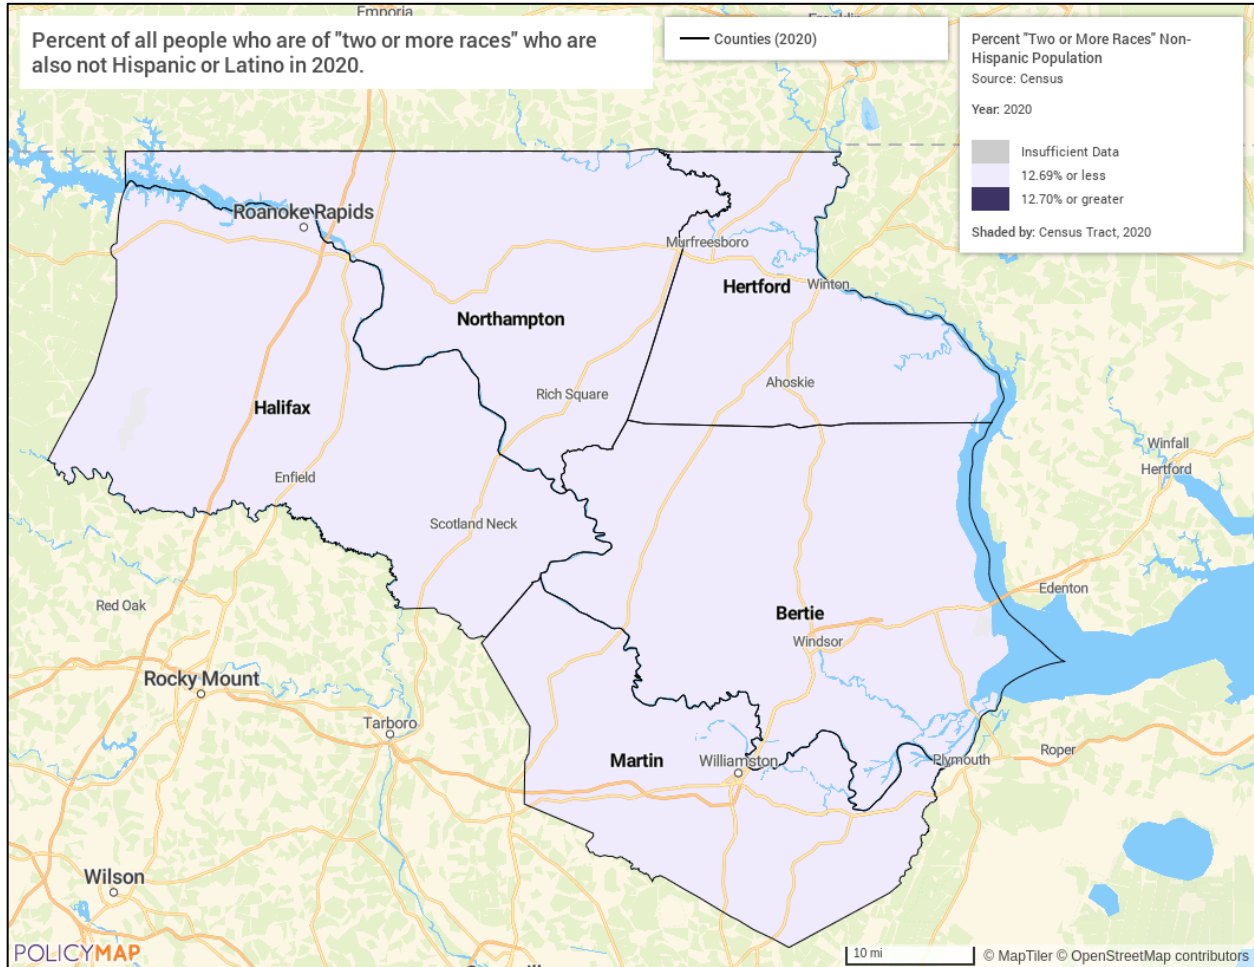 Emporia
Franklin
Percent of all people who are of "two or more races" who are
also not Hispanic or Latino in 2020.
Counties (2020)
Percent "Two or More Races" Non-
Hispanic Population
Source: Census
Year: 2020
Insufficient Data
12.69% or less
12.70% or greater
Shaded by: Census Tract, 2020
Roanoke Rapids
Murfreesboro
Hertford
Winton
Northampton
Ahoskie
Rich Square
Halifax
Winfall
Hertford
Enfield
Scotland Neck
Edenton
Red Oak
Bertie
Windsor
Rocky Mount
Tarboro
Roper
Martin
Williamston
Plymouth
Wilson
POLICYMAP
10 mi
© MapTiler © OpenStreetMap contributors